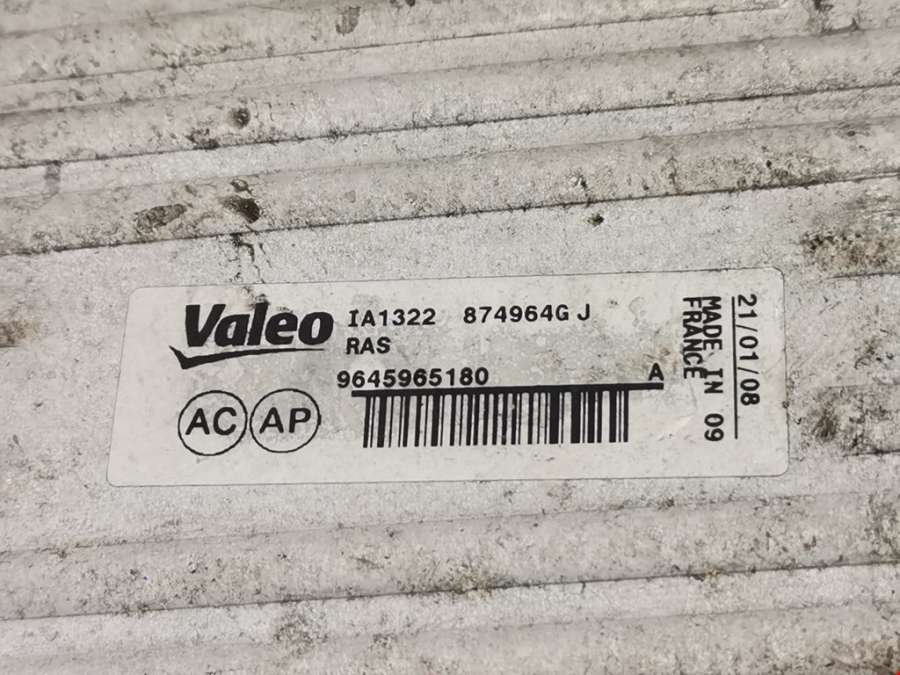 Valeo IA1322 874964G J
RAS
9645965180 A
AC AP
21/01/08
MADE IN 09
FRANCE